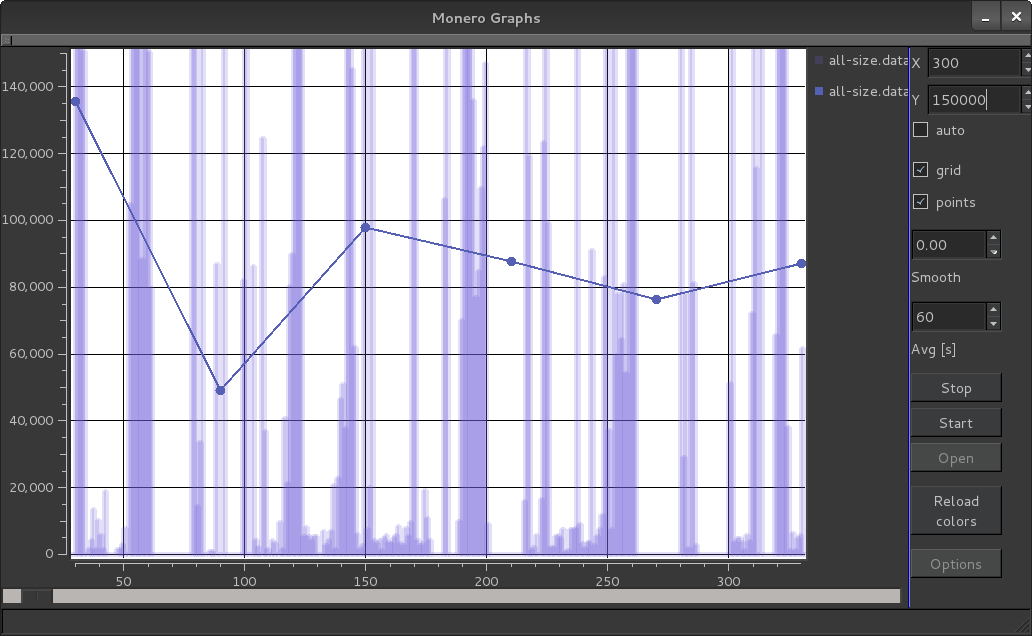 Monero Graphs
140,000
120,000
100,000
80,000
60,000
40,000
20,000
0
50
100
150
200
250
300
all-size.data
all-size.data
X 300
Y 150000
auto
grid
points
0.00
Smooth
60
Avg [s]
Stop
Start
Open
Reload
colors
Options